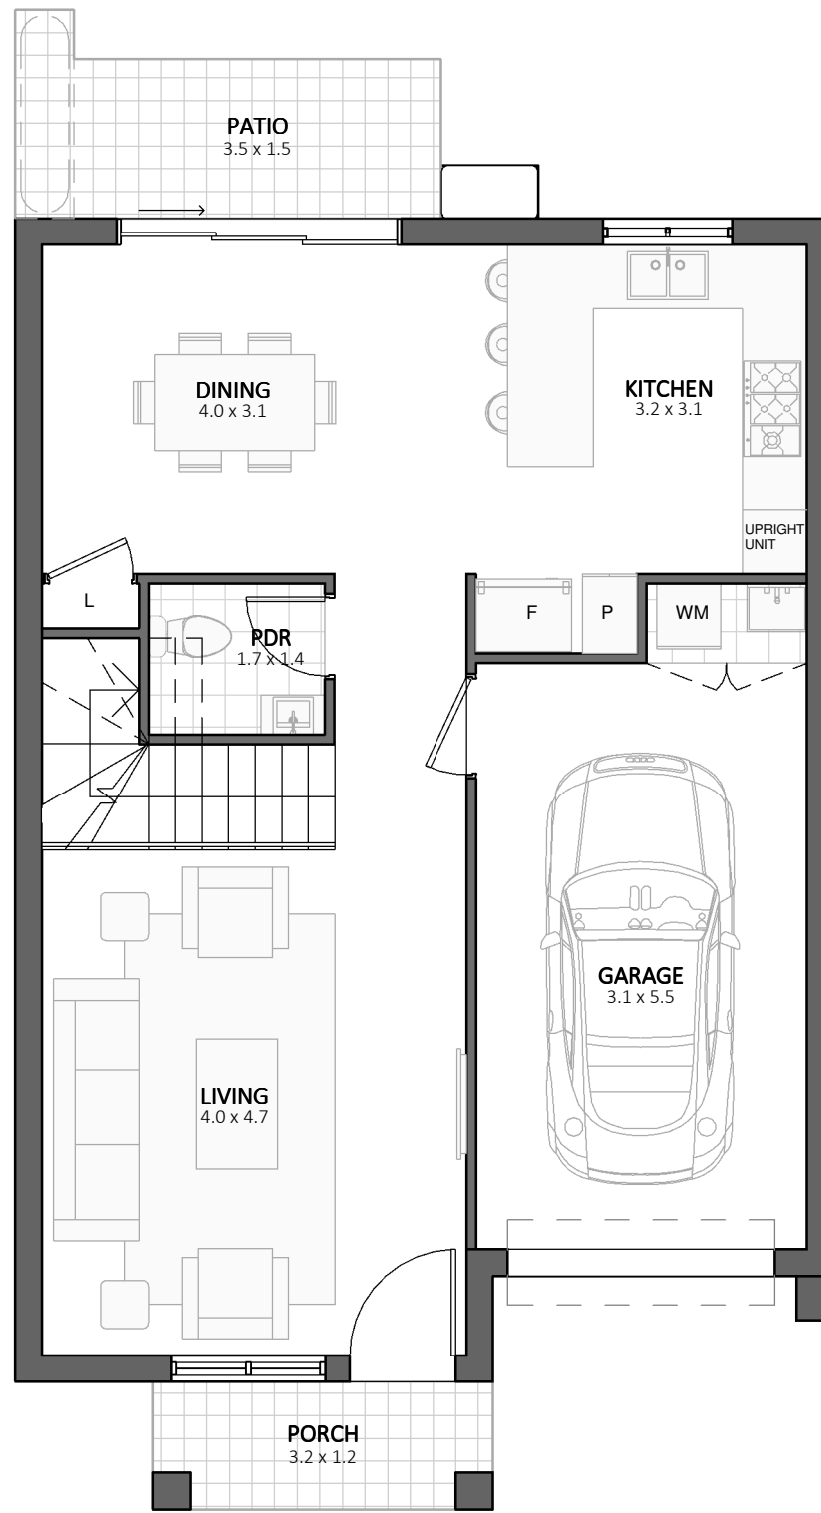 PATIO
3.5 x 1.5
DINING
4.0 x 3.1
KITCHEN
3.2 x 3.1
UPRIGHT
UNIT
L
F
P
WM
PDR
1.7 x 1.4
GARAGE
3.1 x 5.5
LIVING
4.0 x 4.7
PORCH
3.2 x 1.2